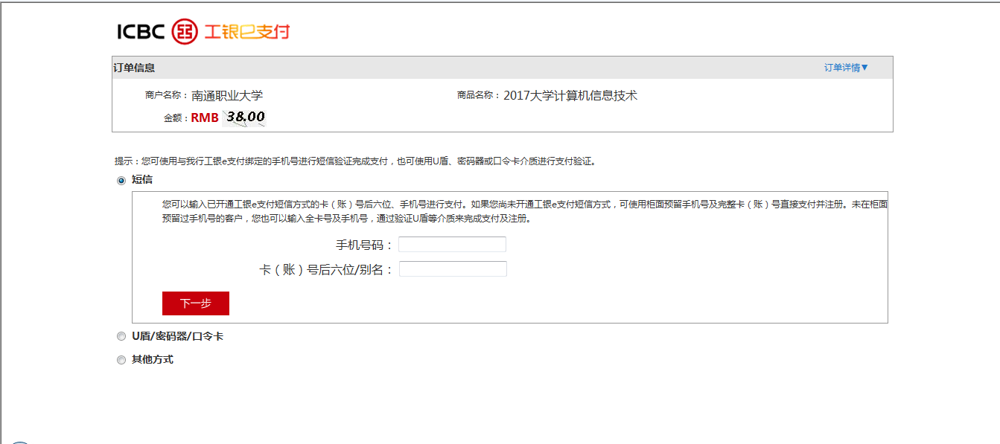 ICBC 工银e支付
订单信息 订单详情▼
商户名称：南通职业大学 商品名称：2017大学计算机信息技术
金额：RMB 38.00
提示：您可使用与我行工银e支付绑定的手机号进行短信验证完成支付，也可使用U盾、密码器或口令卡介质进行支付验证。
短信
您可以输入已开通工银e支付短信方式的卡（账）号后六位、手机号进行支付。如果您尚未开通工银e支付短信方式，可使用柜面预留手机号及完整卡（账）号直接支付并注册。未在柜面
预留过手机号的客户，您也可以输入全卡号及手机号，通过验证U盾等介质来完成支付及注册。
手机号码：
卡（账）号后六位/别名：
下一步
U盾/密码器/口令卡
其他方式